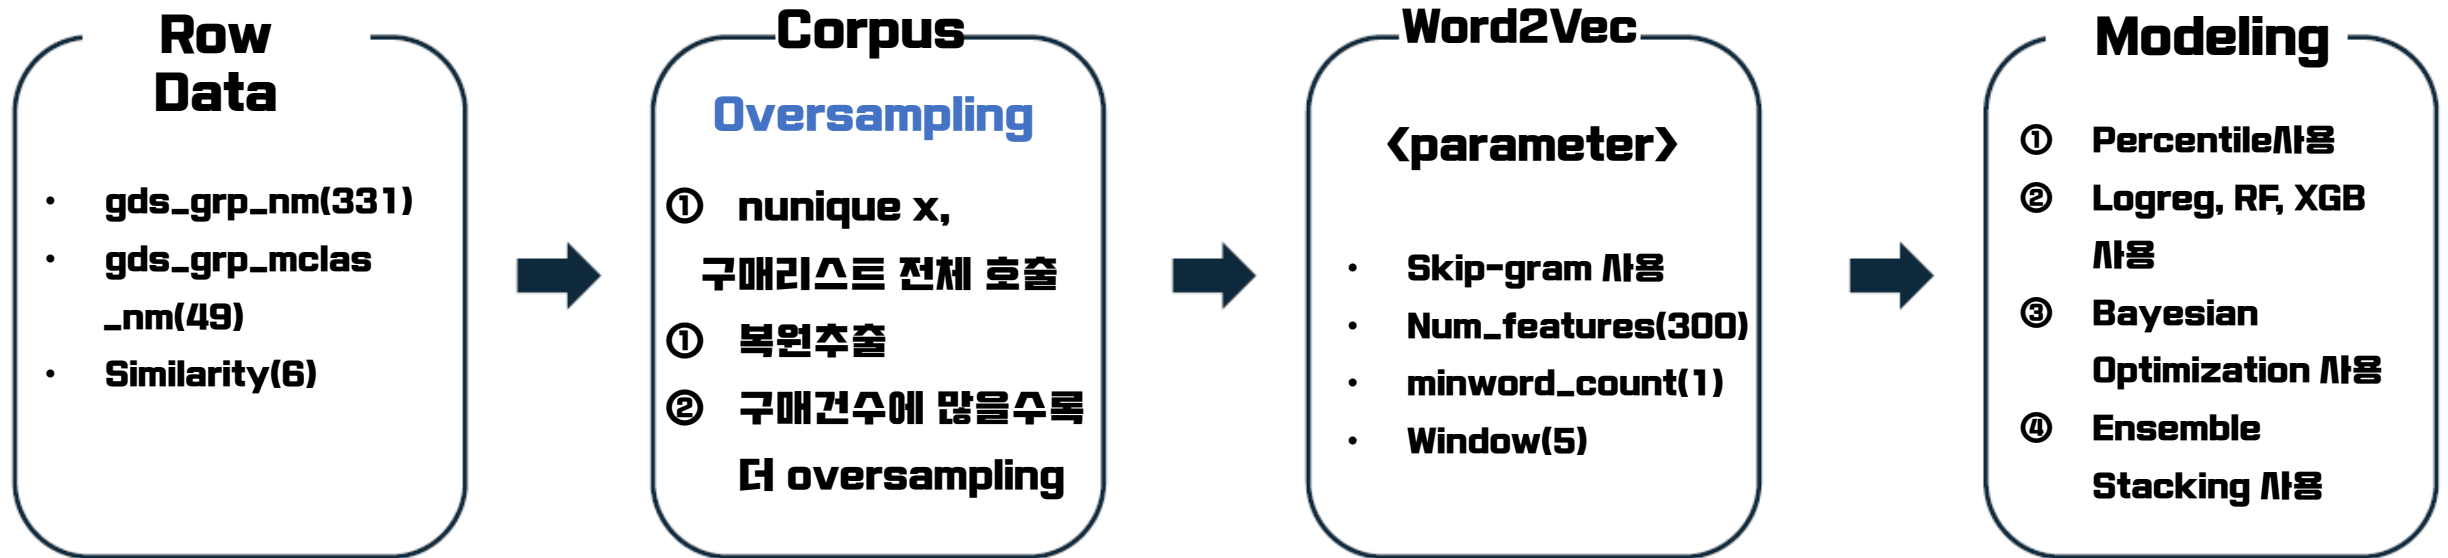 Row
Data
• gds_grp_nm(331)
• gds_grp_mclas
_nm(49)
• Similarity(6)
Corpus
Oversampling
① nunique x,
구매리스트 전체 호출
① 복원추출
② 구매건수에 많을수록
더 oversampling
Word2Vec
<parameter>
• Skip-gram 사용
• Num_features(300)
• minword_count(1)
• Window(5)
Modeling
① Percentile사용
② Logreg, RF, XGB
사용
③ Bayesian
Optimization 사용
④ Ensemble
Stacking 사용